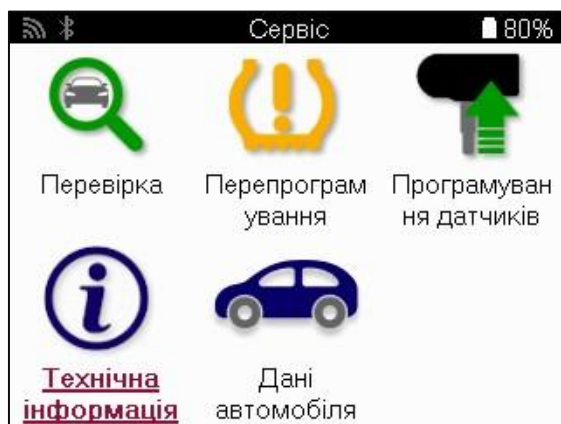 Сервіс 80%
Перевірка
Перепрограм
ування
Програмуван
ня датчиків
Технічна
інформація
Дані
автомобіля